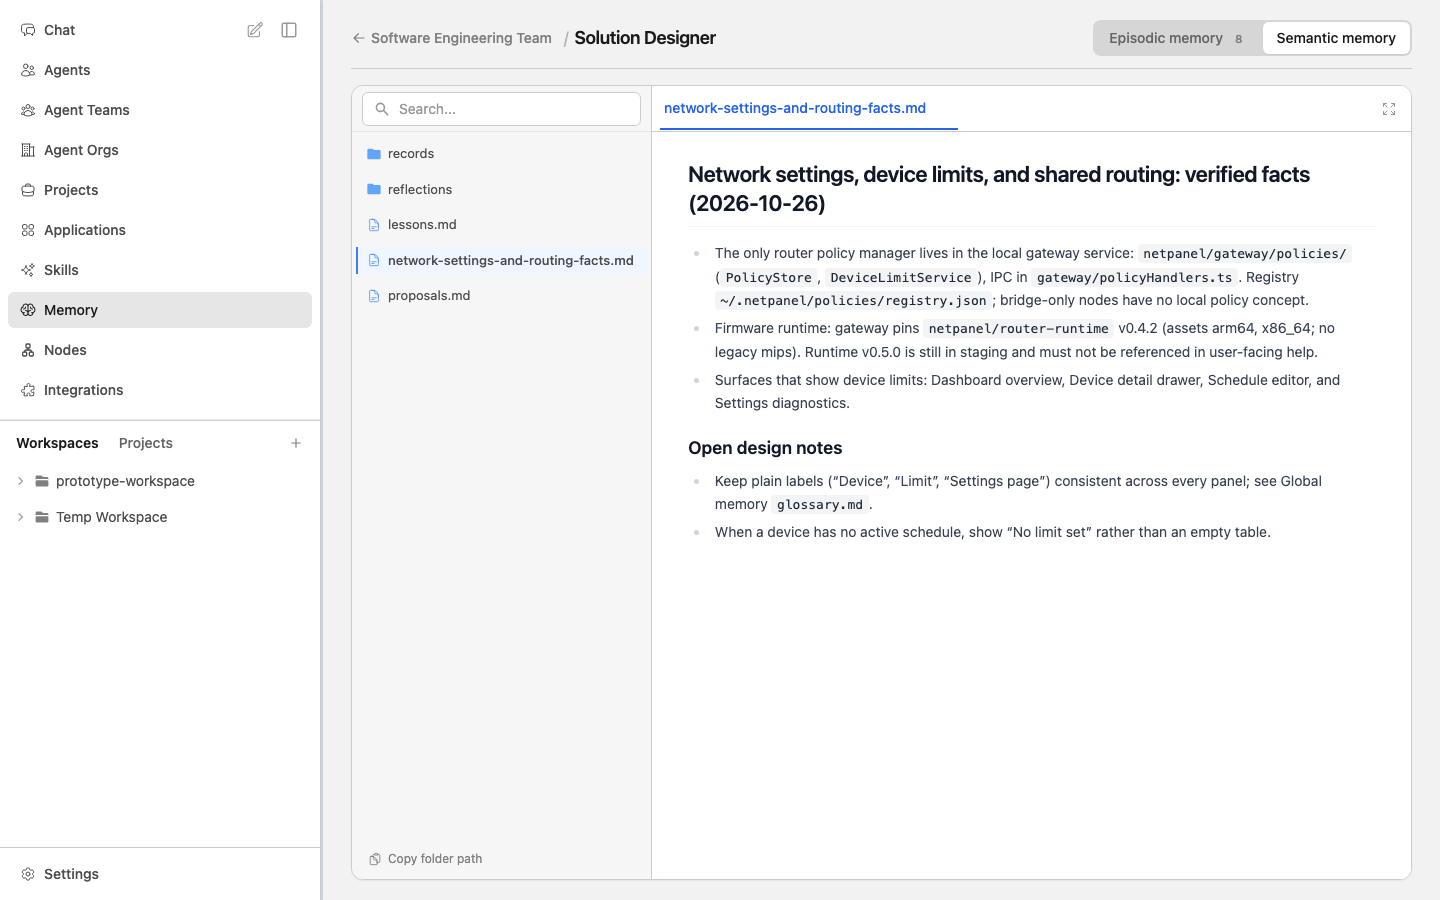 Chat
Agents
Agent Teams
Agent Orgs
Projects
Applications
Skills
Memory
Nodes
Integrations
Workspaces Projects
prototype-workspace
Temp Workspace
Settings
Software Engineering Team / Solution Designer
Episodic memory 8
Semantic memory
Search...
records
reflections
lessons.md
network-settings-and-routing-facts.md
proposals.md
Copy folder path
network-settings-and-routing-facts.md
Network settings, device limits, and shared routing: verified facts
(2026-10-26)
The only router policy manager lives in the local gateway service: netpanel/gateway/policies/
( PolicyStore , DeviceLimitService ), IPC in gateway/policyHandlers.ts . Registry
~/.netpanel/policies/registry.json ; bridge-only nodes have no local policy concept.
Firmware runtime: gateway pins netpanel/router-runtime v0.4.2 (assets arm64, x86_64; no
legacy mips). Runtime v0.5.0 is still in staging and must not be referenced in user-facing help.
Surfaces that show device limits: Dashboard overview, Device detail drawer, Schedule editor, and
Settings diagnostics.
Open design notes
Keep plain labels (“Device”, “Limit”, “Settings page”) consistent across every panel; see Global
memory glossary.md .
When a device has no active schedule, show “No limit set” rather than an empty table.